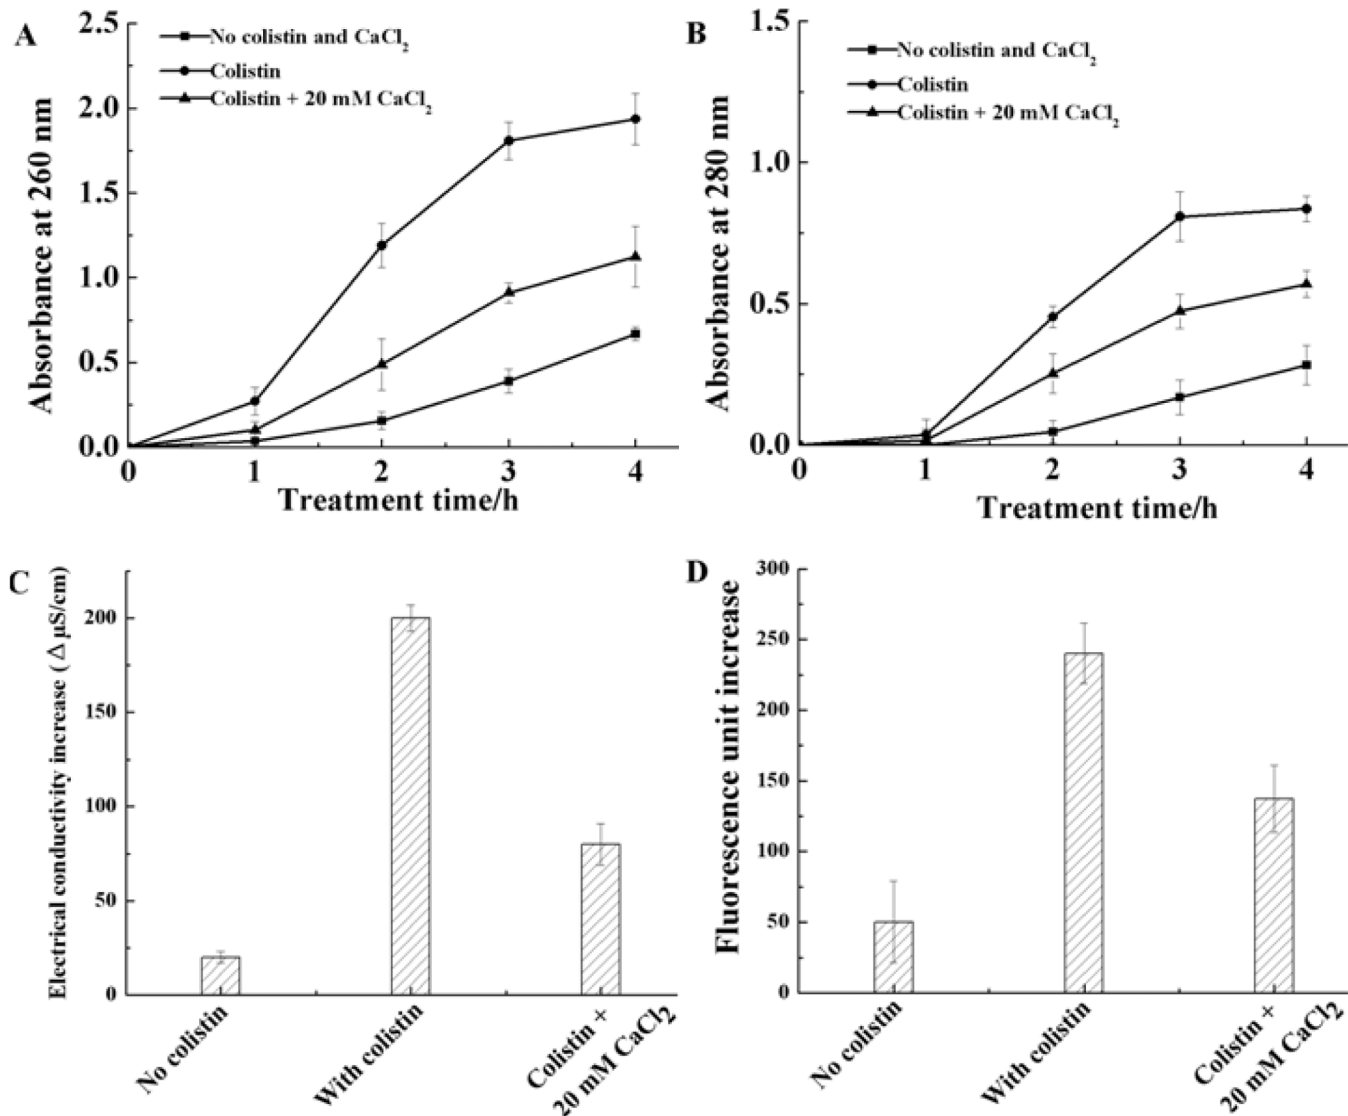 A
No colistin and CaCl2
Colistin
Colistin + 20 mM CaCl2
Absorbance at 260 nm
2.5
2.0
1.5
1.0
0.5
0.0
0 1 2 3 4
Treatment time/h
B
No colistin and CaCl2
Colistin
Colistin + 20 mM CaCl2
Absorbance at 280 nm
1.5
1.0
0.5
0.0
0 1 2 3 4
Treatment time/h
C
Electrical conductivity increase (△ μS/cm)
200
150
100
50
0
No colistin
With colistin
Colistin +
20 mM CaCl2
D
Fluorescence unit increase
300
250
200
150
100
50
0
No colistin
With colistin
Colistin +
20 mM CaCl2